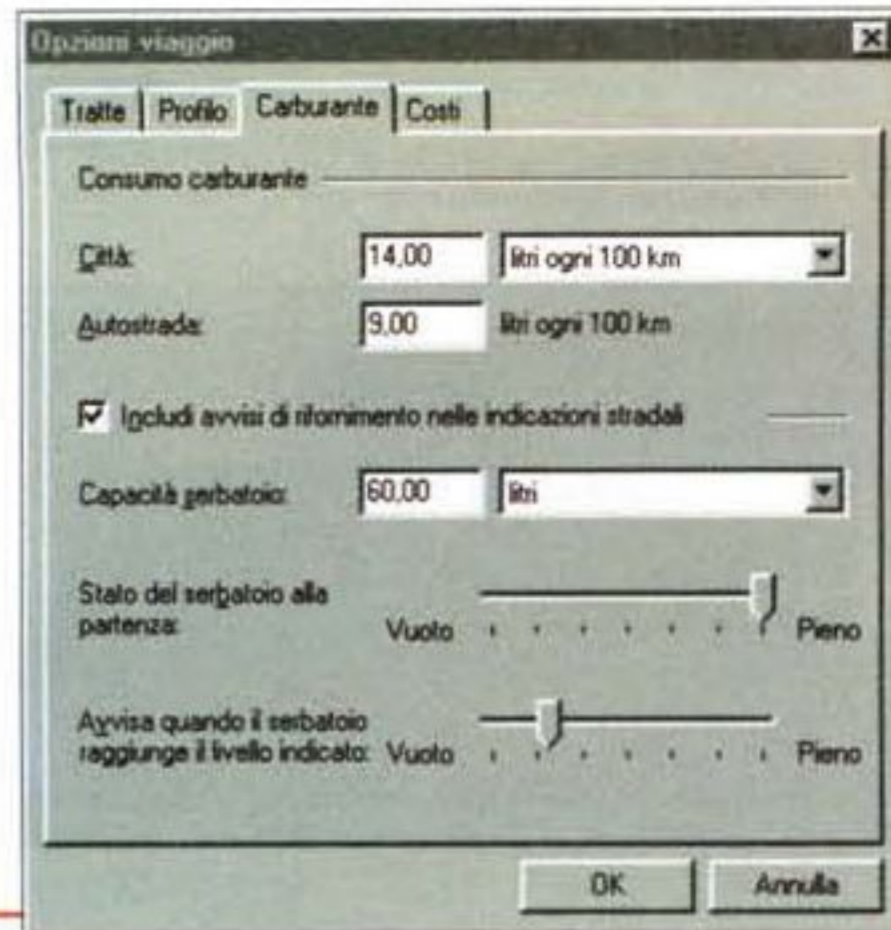 Opzioni viaggio
Tratte Profilo Carburante Costi
Consumo carburante
Città: 14,00 litri ogni 100 km
Autostrada: 9,00 litri ogni 100 km
Includi avvisi di rifornimento nelle indicazioni stradali
Capacità serbatoio: 60,00 litri
Stato del serbatoio alla
partenza: Vuoto Pieno
Avvisa quando il serbatoio
raggiunge il livello indicato: Vuoto Pieno
OK Annulla